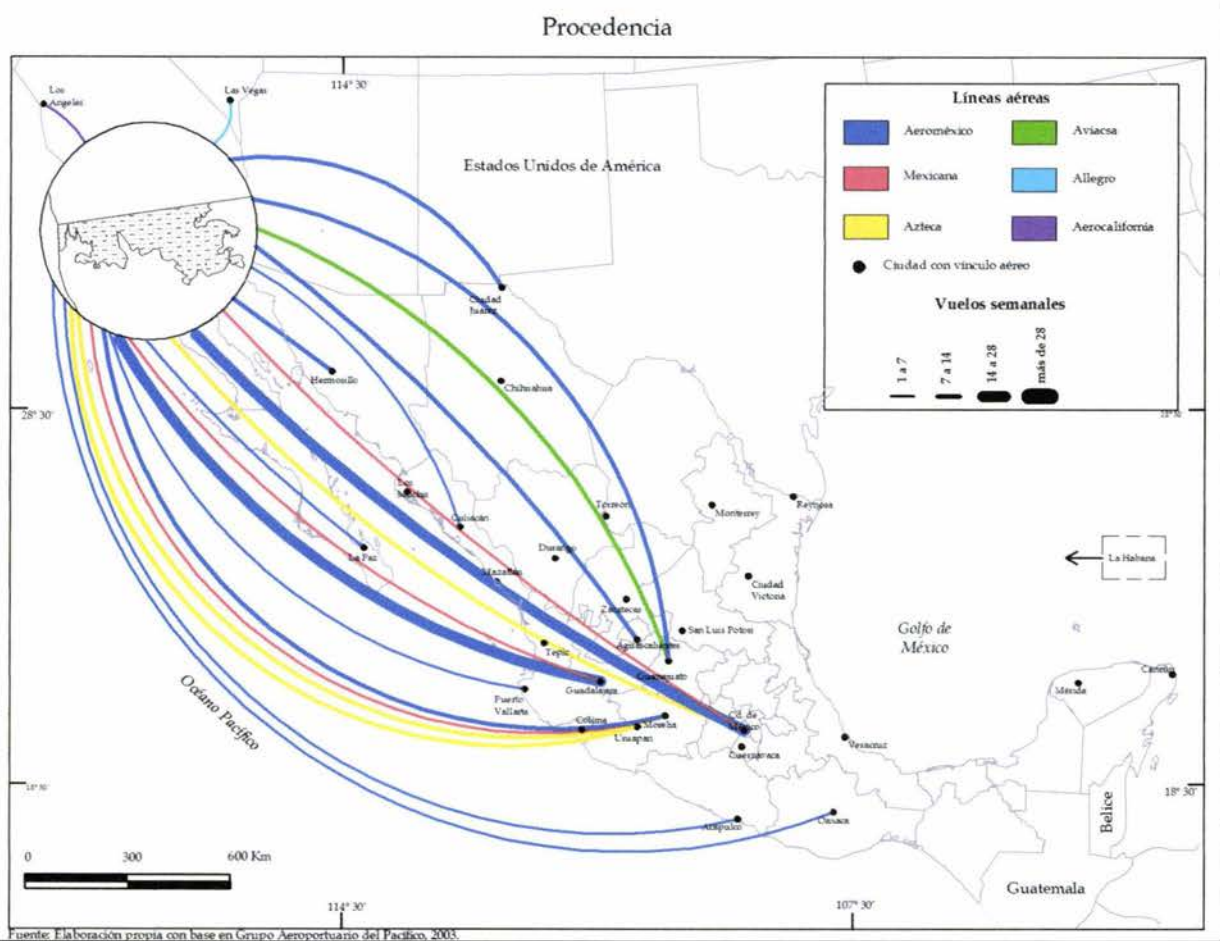 Procedencia
Los
Angeles
Las Vegas
114° 30'
Estados Unidos de América
Líneas aéreas
Aeroméxico
Aviacsa
Mexicana
Allegro
Azteca
Aerocalifornia
Ciudad con vínculo aéreo
Vuelos semanales
1 a 7
7 a 14
14 a 28
más de 28
Ciudad
Juárez
Hermosillo
Chihuahua
28° 30'
Los
Mochis
Culiacán
Torreón
Monterrey
Reynosa
La Paz
Durango
Mazatlán
Ciudad
Victoria
La Habana
Zacatecas
San Luis Potosí
Aguascalientes
Tepic
Guanajuato
Golfo de
México
Guadalajara
Puerto
Vallarta
Mérida
Cancún
Océano Pacífico
Colima
Morelia
Uruapan
Cd. de
México
Cuernavaca
Veracruz
18° 30'
18° 30'
Acapulco
Oaxaca
Belice
0
300
600 Km
Guatemala
114° 30'
107° 30'
Fuente: Elaboración propia con base en Grupo Aeroportuario del Pacífico, 2003.